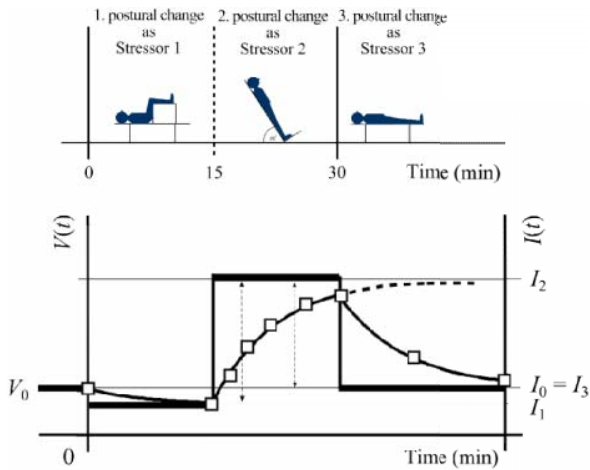 1. postural change
as
Stressor 1
2. postural change
as
Stressor 2
3. postural change
as
Stressor 3
α
0
15
30
Time (min)
V(t)
I(t)
I₂
V₀
I₀ = I₃
I₁
0
Time (min)